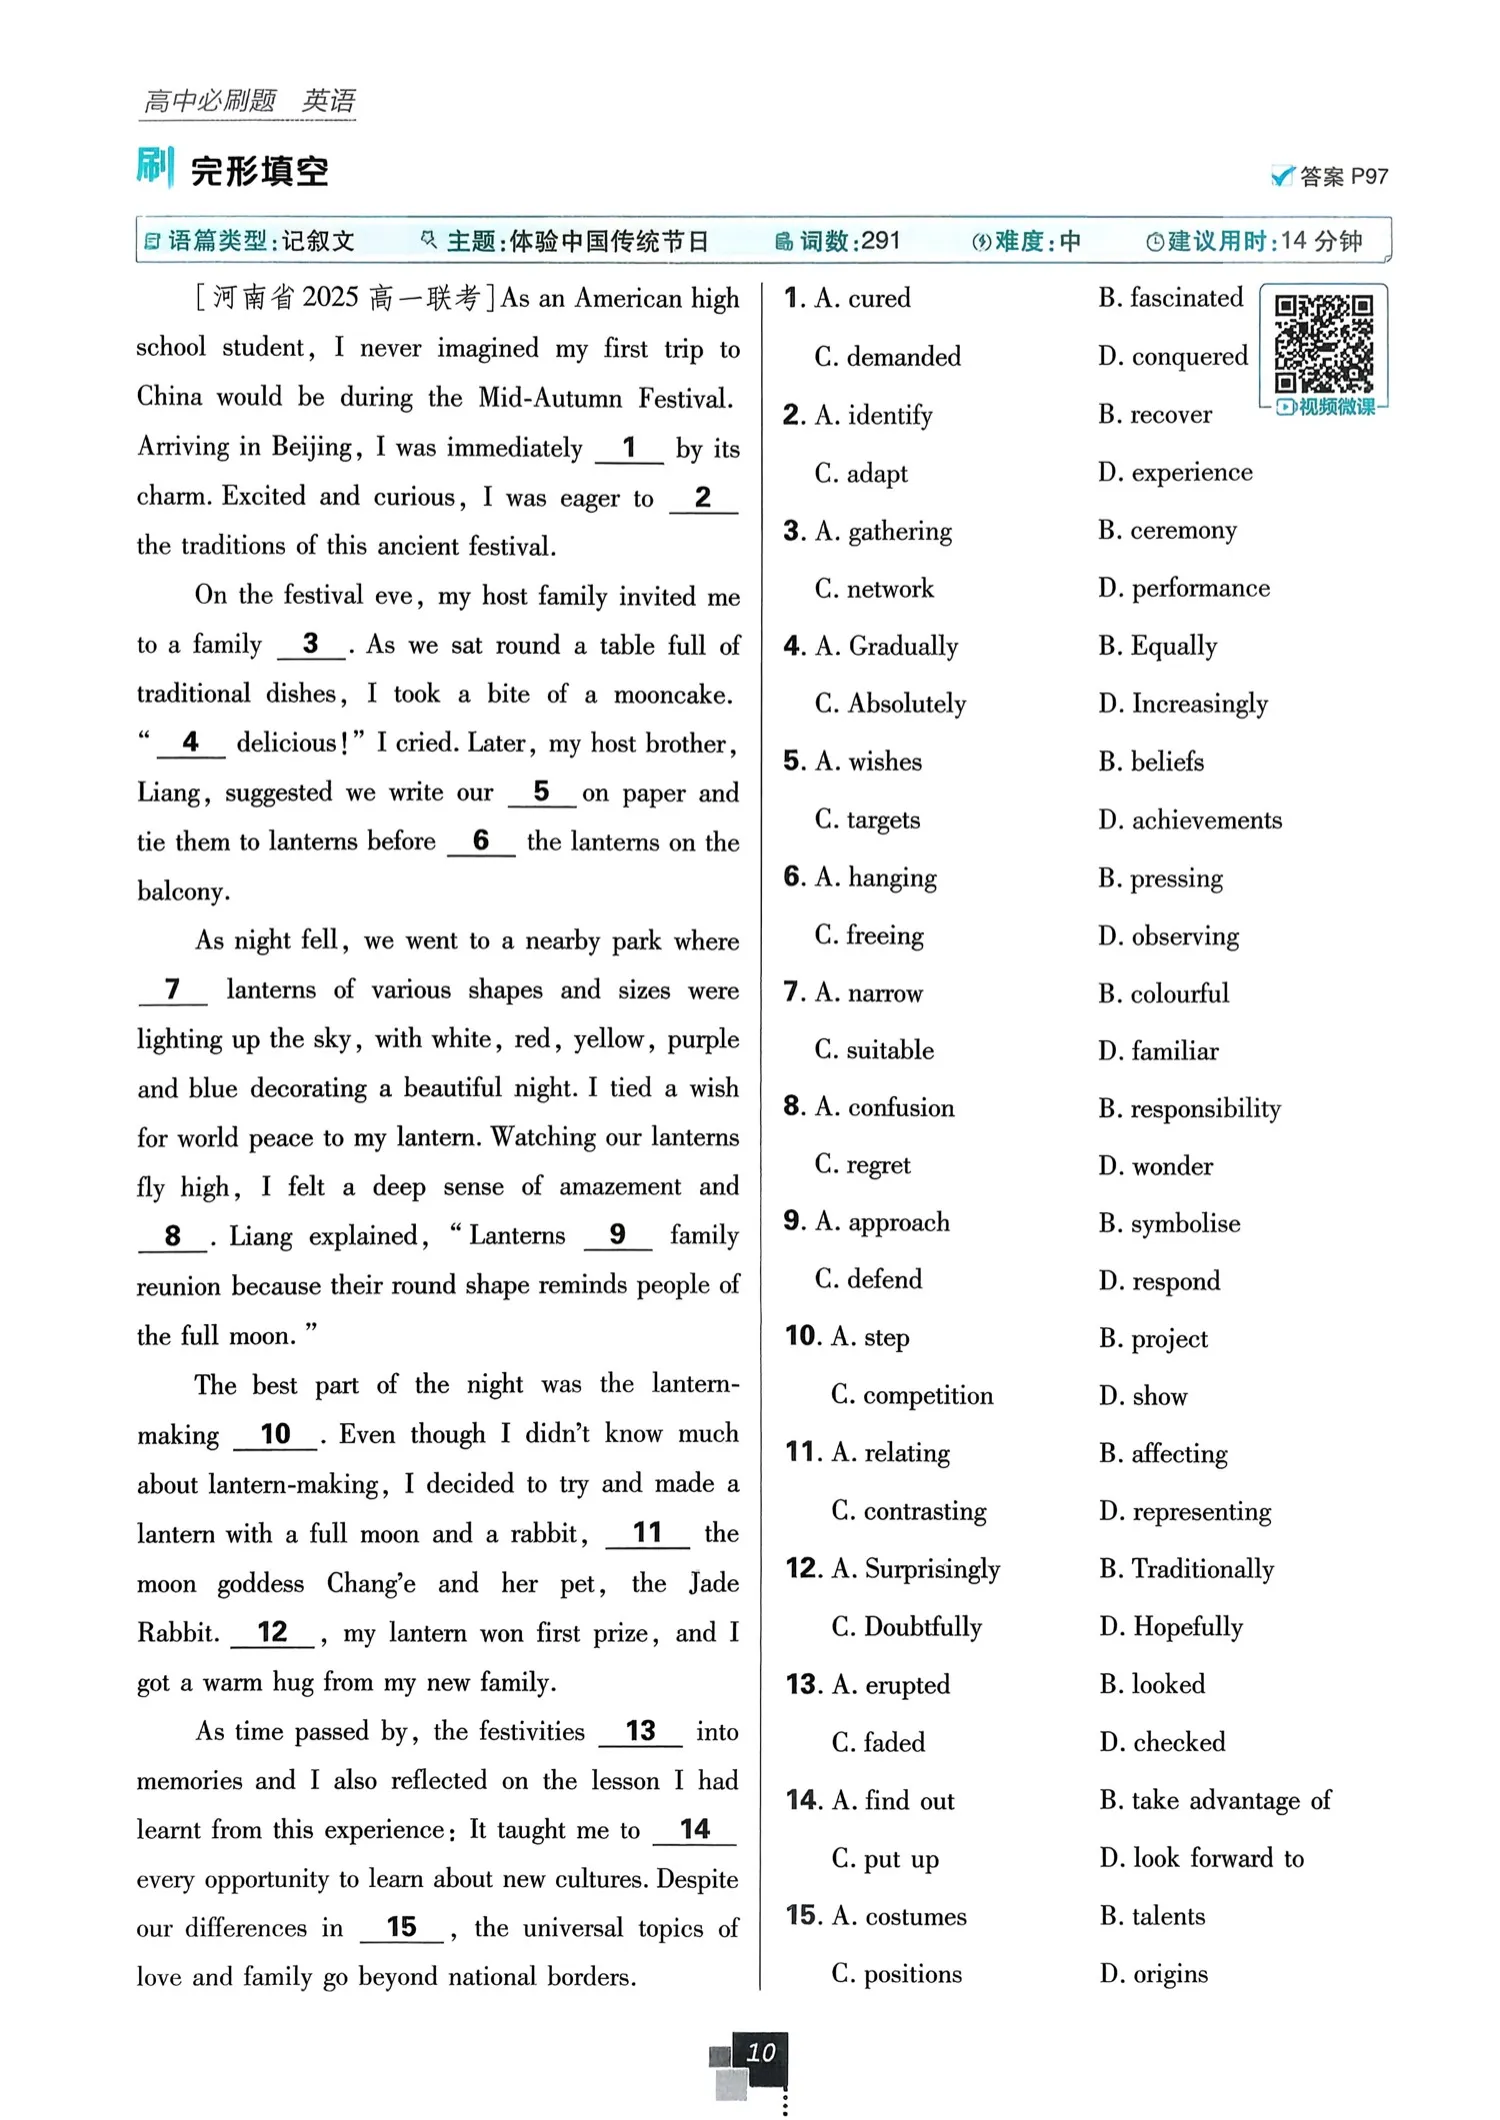 高中必刷题 英语
刷 完形填空
答案 P97
语篇类型:记叙文 主题:体验中国传统节日 词数:291 难度:中 建议用时:14 分钟
[河南省 2025 高一联考]As an American high
school student, I never imagined my first trip to
China would be during the Mid-Autumn Festival.
Arriving in Beijing, I was immediately 1 by its
charm. Excited and curious, I was eager to 2
the traditions of this ancient festival.
On the festival eve, my host family invited me
to a family 3 . As we sat round a table full of
traditional dishes, I took a bite of a mooncake.
“ 4 delicious!” I cried. Later, my host brother,
Liang, suggested we write our 5 on paper and
tie them to lanterns before 6 the lanterns on the
balcony.
As night fell, we went to a nearby park where
7 lanterns of various shapes and sizes were
lighting up the sky, with white, red, yellow, purple
and blue decorating a beautiful night. I tied a wish
for world peace to my lantern. Watching our lanterns
fly high, I felt a deep sense of amazement and
8 . Liang explained, “Lanterns 9 family
reunion because their round shape reminds people of
the full moon.”
The best part of the night was the lantern-
making 10 . Even though I didn't know much
about lantern-making, I decided to try and made a
lantern with a full moon and a rabbit, 11 the
moon goddess Chang'e and her pet, the Jade
Rabbit. 12 , my lantern won first prize, and I
got a warm hug from my new family.
As time passed by, the festivities 13 into
memories and I also reflected on the lesson I had
learnt from this experience: It taught me to 14
every opportunity to learn about new cultures. Despite
our differences in 15 , the universal topics of
love and family go beyond national borders.
1. A. cured B. fascinated
C. demanded D. conquered
视频微课
2. A. identify B. recover
C. adapt D. experience
3. A. gathering B. ceremony
C. network D. performance
4. A. Gradually B. Equally
C. Absolutely D. Increasingly
5. A. wishes B. beliefs
C. targets D. achievements
6. A. hanging B. pressing
C. freeing D. observing
7. A. narrow B. colourful
C. suitable D. familiar
8. A. confusion B. responsibility
C. regret D. wonder
9. A. approach B. symbolise
C. defend D. respond
10. A. step B. project
C. competition D. show
11. A. relating B. affecting
C. contrasting D. representing
12. A. Surprisingly B. Traditionally
C. Doubtfully D. Hopefully
13. A. erupted B. looked
C. faded D. checked
14. A. find out B. take advantage of
C. put up D. look forward to
15. A. costumes B. talents
C. positions D. origins
10